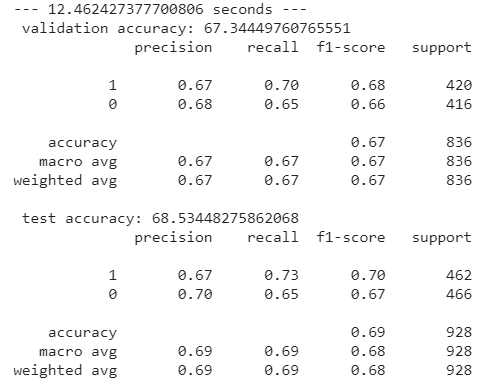 --- 12.462427377700806 seconds ---
validation accuracy: 67.34449760765551
precision recall f1-score support
1 0.67 0.70 0.68 420
0 0.68 0.65 0.66 416
accuracy 0.67 836
macro avg 0.67 0.67 0.67 836
weighted avg 0.67 0.67 0.67 836
test accuracy: 68.53448275862068
precision recall f1-score support
1 0.67 0.73 0.70 462
0 0.70 0.65 0.67 466
accuracy 0.69 928
macro avg 0.69 0.69 0.68 928
weighted avg 0.69 0.69 0.68 928